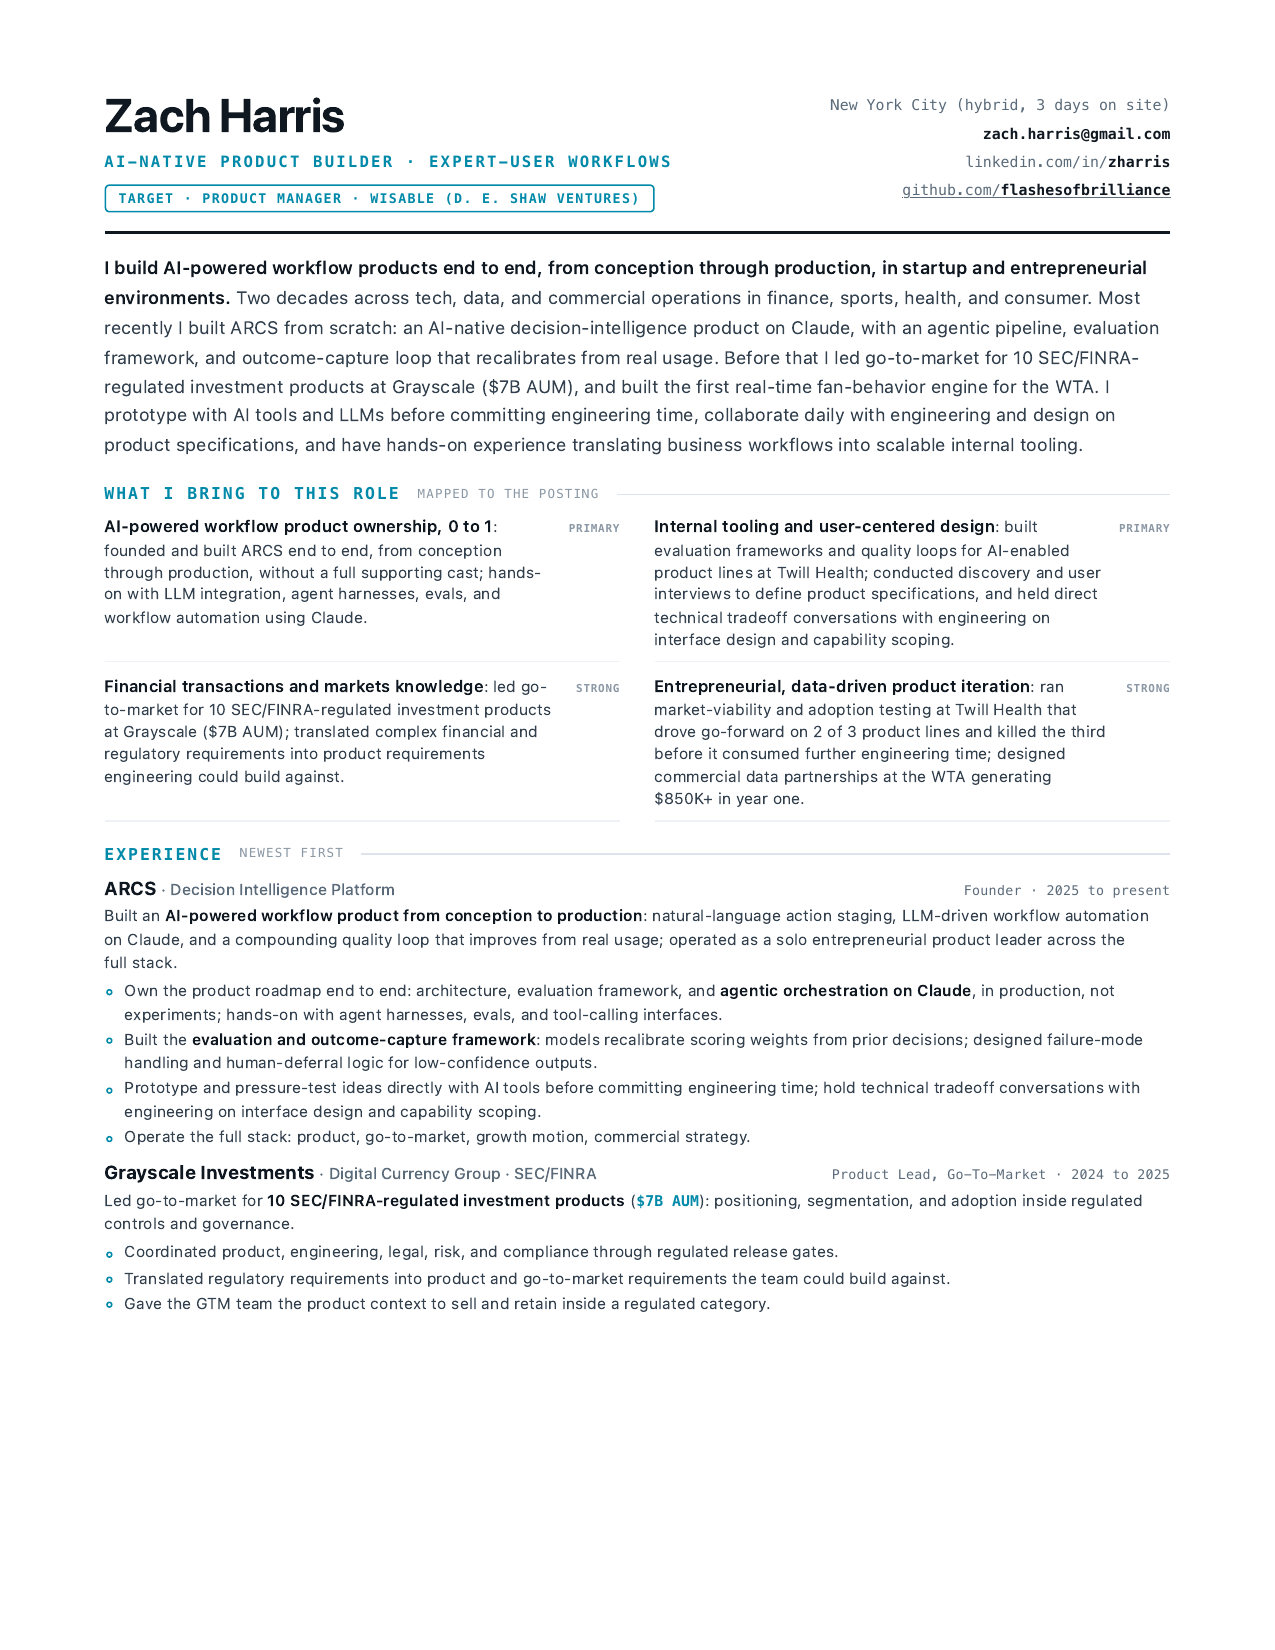 Zach Harris
AI-NATIVE PRODUCT BUILDER · EXPERT-USER WORKFLOWS
TARGET · PRODUCT MANAGER · WISABLE (D. E. SHAW VENTURES)
New York City (hybrid, 3 days on site)
zach.harris@gmail.com
linkedin.com/in/zharris
github.com/flashesofbrilliance
I build AI-powered workflow products end to end, from conception through production, in startup and entrepreneurial
environments. Two decades across tech, data, and commercial operations in finance, sports, health, and consumer. Most
recently I built ARCS from scratch: an AI-native decision-intelligence product on Claude, with an agentic pipeline, evaluation
framework, and outcome-capture loop that recalibrates from real usage. Before that I led go-to-market for 10 SEC/FINRA-
regulated investment products at Grayscale ($7B AUM), and built the first real-time fan-behavior engine for the WTA. I
prototype with AI tools and LLMs before committing engineering time, collaborate daily with engineering and design on
product specifications, and have hands-on experience translating business workflows into scalable internal tooling.
WHAT I BRING TO THIS ROLE MAPPED TO THE POSTING
AI-powered workflow product ownership, 0 to 1: PRIMARY
founded and built ARCS end to end, from conception
through production, without a full supporting cast; hands-
on with LLM integration, agent harnesses, evals, and
workflow automation using Claude.
Internal tooling and user-centered design: built PRIMARY
evaluation frameworks and quality loops for AI-enabled
product lines at Twill Health; conducted discovery and user
interviews to define product specifications, and held direct
technical tradeoff conversations with engineering on
interface design and capability scoping.
Financial transactions and markets knowledge: led go- STRONG
to-market for 10 SEC/FINRA-regulated investment products
at Grayscale ($7B AUM); translated complex financial and
regulatory requirements into product requirements
engineering could build against.
Entrepreneurial, data-driven product iteration: ran STRONG
market-viability and adoption testing at Twill Health that
drove go-forward on 2 of 3 product lines and killed the third
before it consumed further engineering time; designed
commercial data partnerships at the WTA generating
$850K+ in year one.
EXPERIENCE NEWEST FIRST
ARCS · Decision Intelligence Platform Founder · 2025 to present
Built an AI-powered workflow product from conception to production: natural-language action staging, LLM-driven workflow automation
on Claude, and a compounding quality loop that improves from real usage; operated as a solo entrepreneurial product leader across the
full stack.
Own the product roadmap end to end: architecture, evaluation framework, and agentic orchestration on Claude, in production, not
experiments; hands-on with agent harnesses, evals, and tool-calling interfaces.
Built the evaluation and outcome-capture framework: models recalibrate scoring weights from prior decisions; designed failure-mode
handling and human-deferral logic for low-confidence outputs.
Prototype and pressure-test ideas directly with AI tools before committing engineering time; hold technical tradeoff conversations with
engineering on interface design and capability scoping.
Operate the full stack: product, go-to-market, growth motion, commercial strategy.
Grayscale Investments · Digital Currency Group · SEC/FINRA Product Lead, Go-To-Market · 2024 to 2025
Led go-to-market for 10 SEC/FINRA-regulated investment products ($7B AUM): positioning, segmentation, and adoption inside regulated
controls and governance.
Coordinated product, engineering, legal, risk, and compliance through regulated release gates.
Translated regulatory requirements into product and go-to-market requirements the team could build against.
Gave the GTM team the product context to sell and retain inside a regulated category.